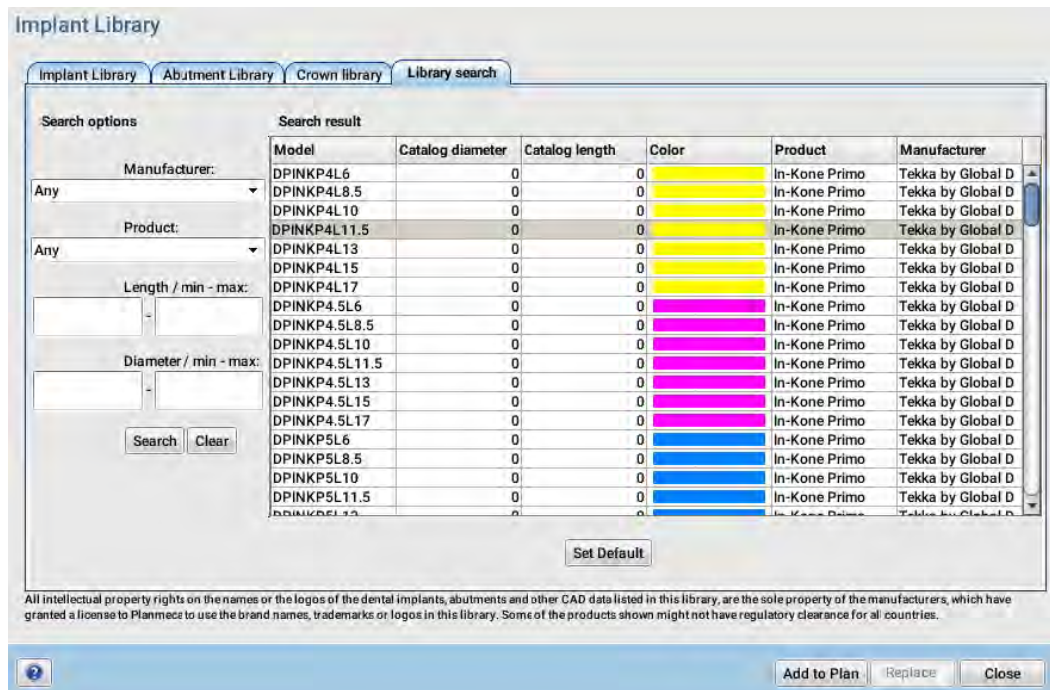 Implant Library
Implant Library Abutment Library Crown library Library search
Search options
Manufacturer:
Any
Product:
Any
Length / min - max:
-
Diameter / min - max:
-
Search Clear
Search result
Model Catalog diameter Catalog length Color Product Manufacturer
DPINKP4L6 0 0 In-Kone Primo Tekka by Global D
DPINKP4L8.5 0 0 In-Kone Primo Tekka by Global D
DPINKP4L10 0 0 In-Kone Primo Tekka by Global D
DPINKP4L11.5 0 0 In-Kone Primo Tekka by Global D
DPINKP4L13 0 0 In-Kone Primo Tekka by Global D
DPINKP4L15 0 0 In-Kone Primo Tekka by Global D
DPINKP4L17 0 0 In-Kone Primo Tekka by Global D
DPINKP4.5L6 0 0 In-Kone Primo Tekka by Global D
DPINKP4.5L8.5 0 0 In-Kone Primo Tekka by Global D
DPINKP4.5L10 0 0 In-Kone Primo Tekka by Global D
DPINKP4.5L11.5 0 0 In-Kone Primo Tekka by Global D
DPINKP4.5L13 0 0 In-Kone Primo Tekka by Global D
DPINKP4.5L15 0 0 In-Kone Primo Tekka by Global D
DPINKP4.5L17 0 0 In-Kone Primo Tekka by Global D
DPINKP5L6 0 0 In-Kone Primo Tekka by Global D
DPINKP5L8.5 0 0 In-Kone Primo Tekka by Global D
DPINKP5L10 0 0 In-Kone Primo Tekka by Global D
DPINKP5L11.5 0 0 In-Kone Primo Tekka by Global D
Set Default
All intellectual property rights on the names or the logos of the dental implants, abutments and other CAD data listed in this library, are the sole property of the manufacturers, which have
granted a license to Planmeca to use the brand names, trademarks or logos in this library. Some of the products shown might not have regulatory clearance for all countries.
? Add to Plan Replace Close